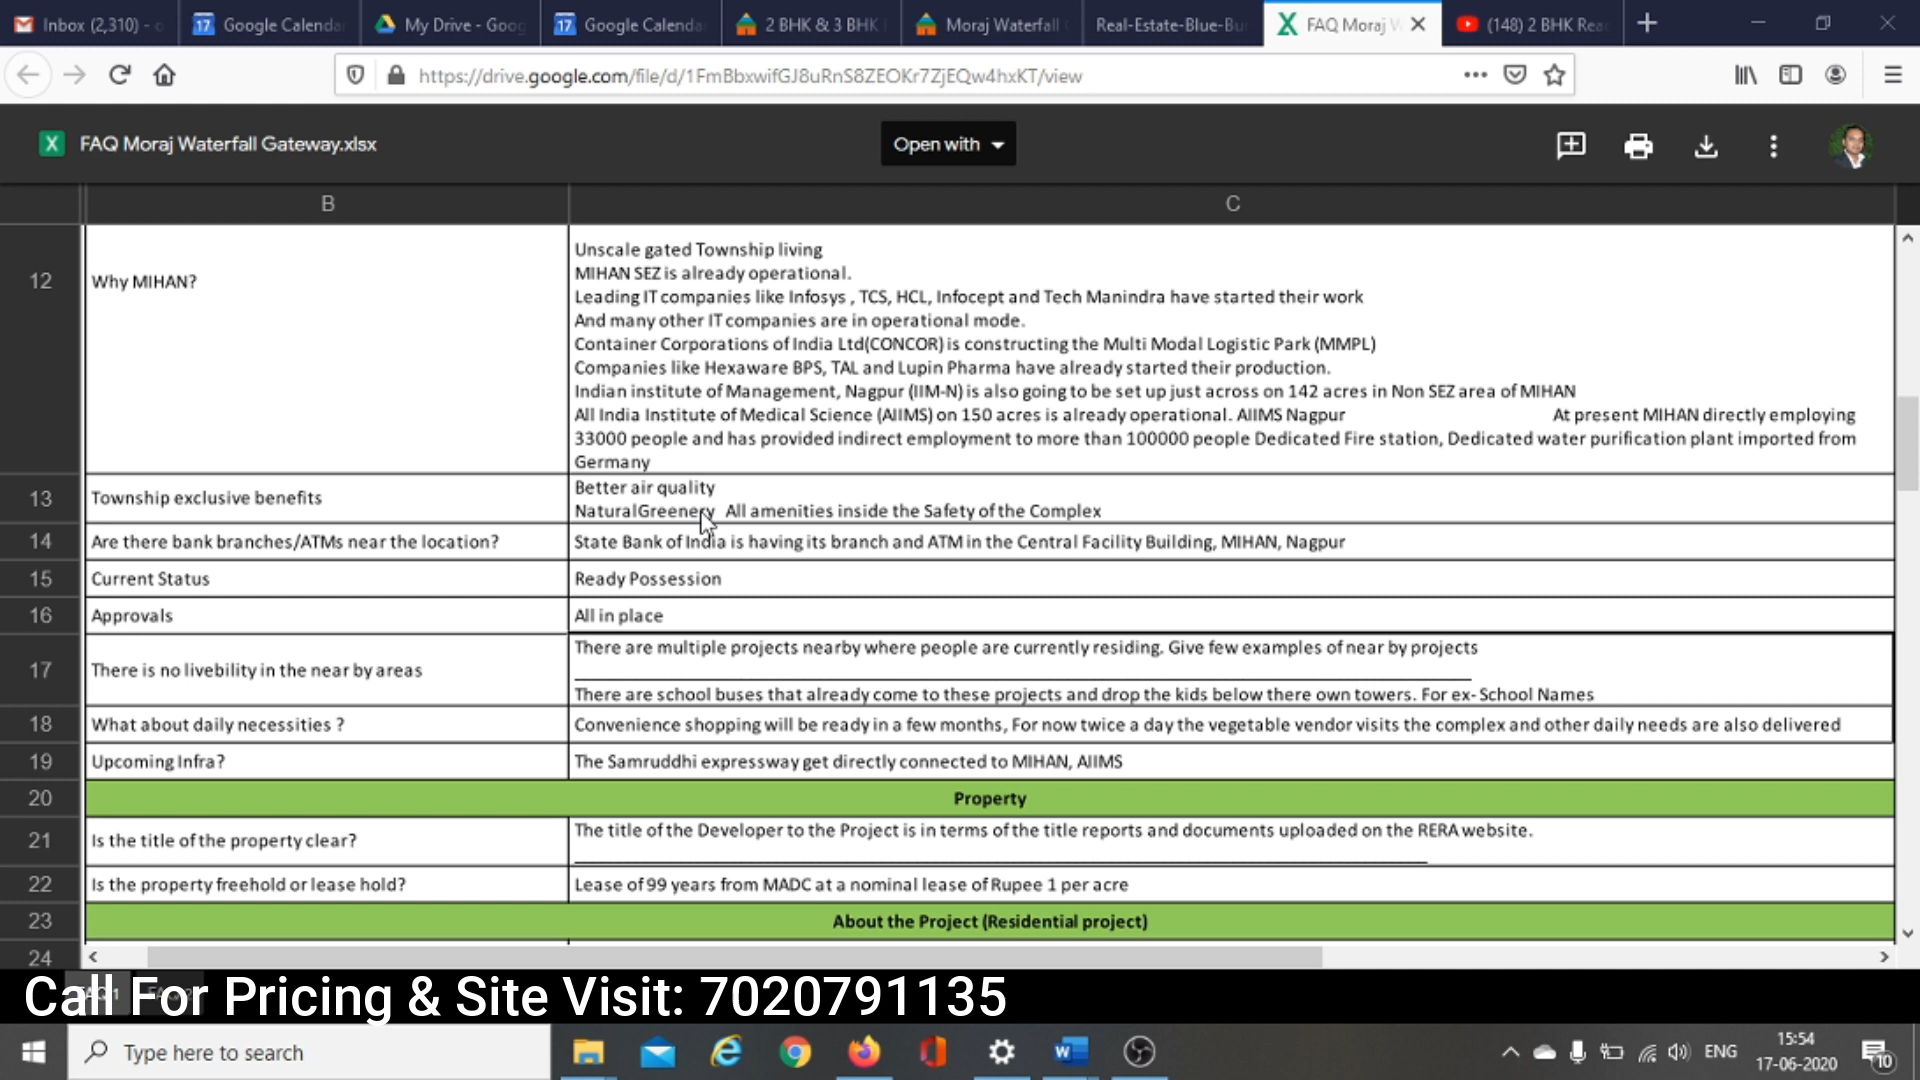 Inbox (2,310) - o
Google Calenda
My Drive - Goog
Google Calenda
2 BHK & 3 BHK
Moraj Waterfall
Real-Estate-Blue-Bu
FAQ Moraj W
(148) 2 BHK Rea
https://drive.google.com/file/d/1FmBbxwifGJ8uRnS8ZEOKr7ZjEQw4hxKT/view
FAQ Moraj Waterfall Gateway.xlsx
Open with
B
C
12
Why MIHAN?
Unscale gated Township living
MIHAN SEZ is already operational.
Leading IT companies like Infosys , TCS, HCL, Infocept and Tech Manindra have started their work
And many other IT companies are in operational mode.
Container Corporations of India Ltd(CONCOR) is constructing the Multi Modal Logistic Park (MMPL)
Companies like Hexaware BPS, TAL and Lupin Pharma have already started their production.
Indian institute of Management, Nagpur (IIM-N) is also going to be set up just across on 142 acres in Non SEZ area of MIHAN
All India Institute of Medical Science (AIIMS) on 150 acres is already operational. AIIMS Nagpur At present MIHAN directly employing
33000 people and has provided indirect employment to more than 100000 people Dedicated Fire station, Dedicated water purification plant imported from
Germany
13
Township exclusive benefits
Better air quality
NaturalGreenery All amenities inside the Safety of the Complex
14
Are there bank branches/ATMs near the location?
State Bank of India is having its branch and ATM in the Central Facility Building, MIHAN, Nagpur
15
Current Status
Ready Possession
16
Approvals
All in place
17
There is no livebility in the near by areas
There are multiple projects nearby where people are currently residing. Give few examples of near by projects
There are school buses that already come to these projects and drop the kids below there own towers. For ex- School Names
18
What about daily necessities ?
Convenience shopping will be ready in a few months, For now twice a day the vegetable vendor visits the complex and other daily needs are also delivered
19
Upcoming Infra?
The Samruddhi expressway get directly connected to MIHAN, AIIMS
20
Property
21
Is the title of the property clear?
The title of the Developer to the Project is in terms of the title reports and documents uploaded on the RERA website.
22
Is the property freehold or lease hold?
Lease of 99 years from MADC at a nominal lease of Rupee 1 per acre
23
About the Project (Residential project)
24
Call For Pricing & Site Visit: 7020791135
Type here to search
ENG
15:54
17-06-2020
10